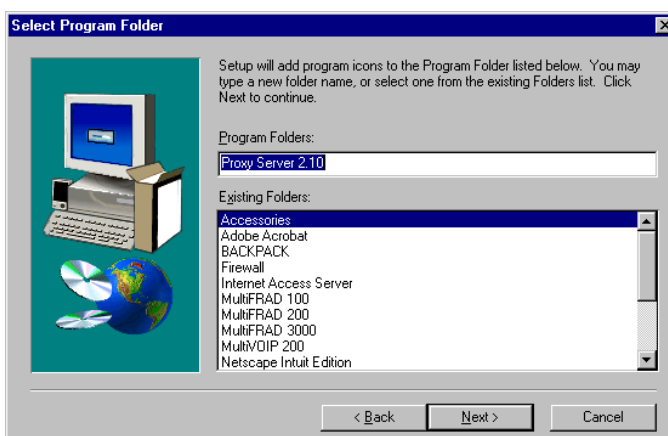 Select Program Folder
Setup will add program icons to the Program Folder listed below. You may
type a new folder name, or select one from the existing Folders list. Click
Next to continue.
Program Folders:
Proxy Server 2.10
Existing Folders:
Accessories
Adobe Acrobat
BACKPACK
Firewall
Internet Access Server
MultiFRAD 100
MultiFRAD 200
MultiFRAD 3000
MultiVOIP 200
Netscape Intuit Edition
< Back
Next >
Cancel